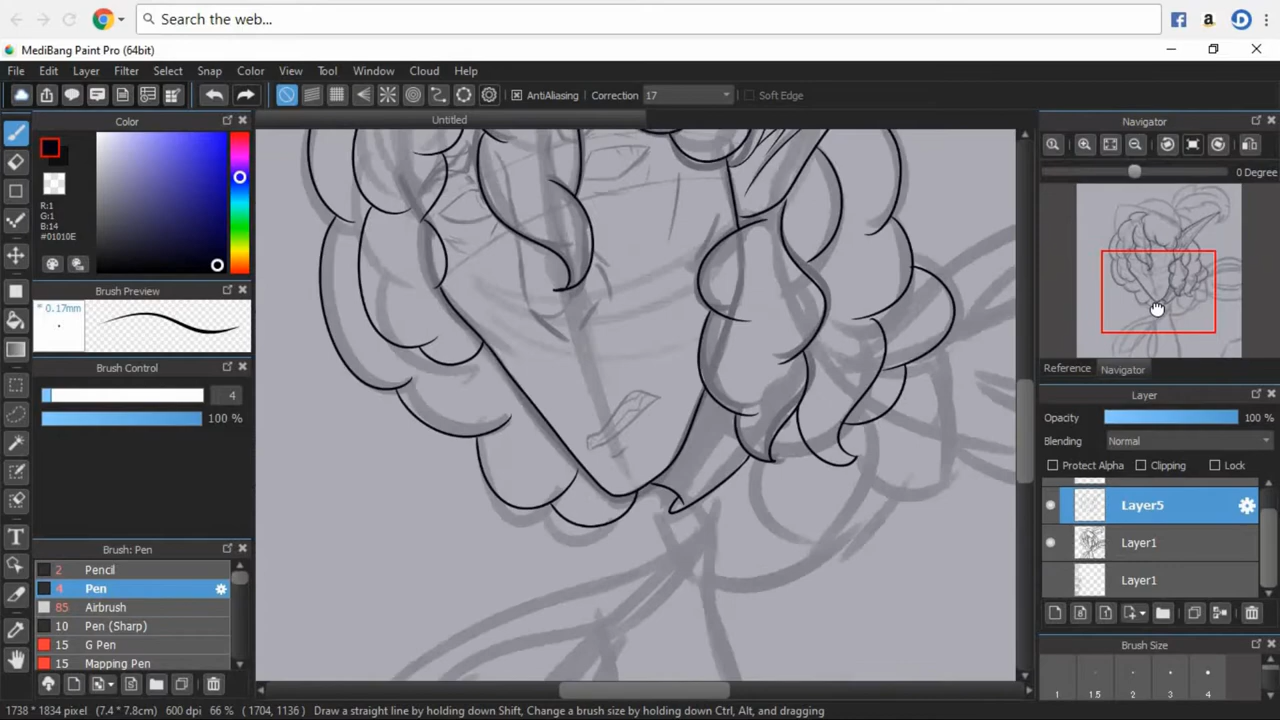 Search the web...
MediBang Paint Pro (64bit)
File Edit Layer Filter Select Snap Color View Tool Window Cloud Help
AntiAliasing Correction 17 Soft Edge
Untitled
Color
R:1
G:1
B:14
#01010E
Brush Preview
* 0.17mm
Brush Control
4
100 %
Brush: Pen
2 Pencil
4 Pen
85 Airbrush
10 Pen (Sharp)
15 G Pen
15 Mapping Pen
Navigator
0 Degree
Reference Navigator
Layer
Opacity 100 %
Blending Normal
Protect Alpha Clipping Lock
Layer5
Layer1
Layer1
Brush Size
1 1.5 2 3 4
1738 * 1834 pixel (7.4 * 7.8cm) 600 dpi 66 % (1704, 1136) Draw a straight line by holding down Shift, Change a brush size by holding down Ctrl, Alt, and dragging